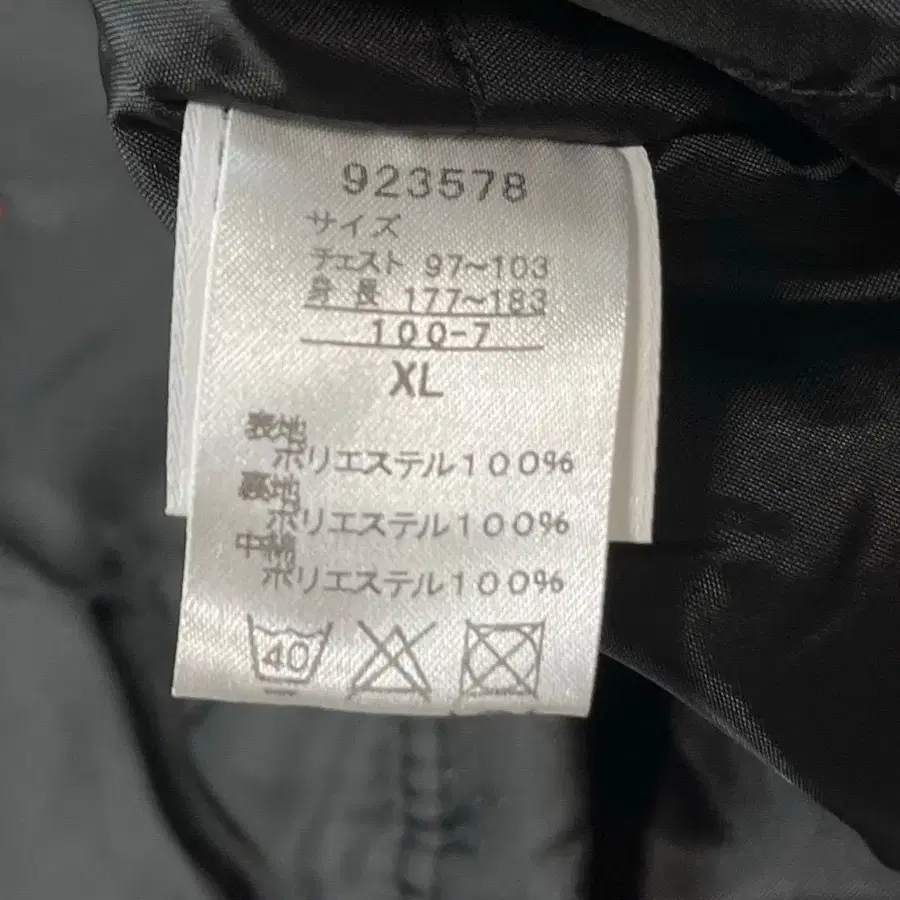 923578
サイズ
チェスト 97~103
身長 177~183
100-7
XL
表地
ポリエステル100%
裏地
ポリエステル100%
中綿
ポリエステル100%
40